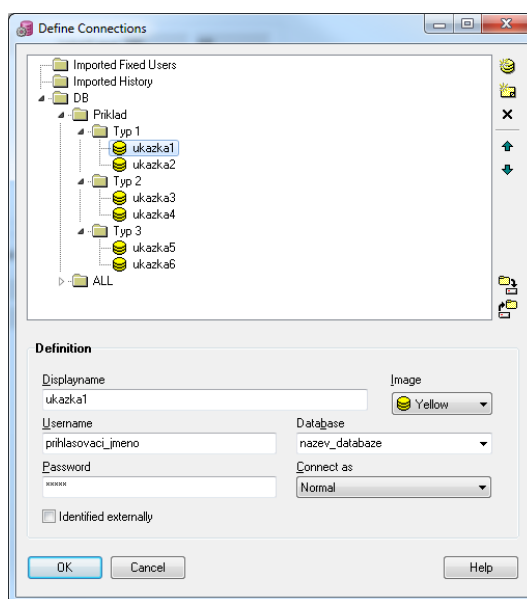 Define Connections
Imported Fixed Users
Imported History
DB
Priklad
Typ 1
ukazka1
ukazka2
Typ 2
ukazka3
ukazka4
Typ 3
ukazka5
ukazka6
ALL
Definition
Displayname
Image
ukazka1
Yellow
Username
Database
prihlasovaci_jmeno
nazev_databaze
Password
Connect as
*****
Normal
Identified externally
OK
Cancel
Help